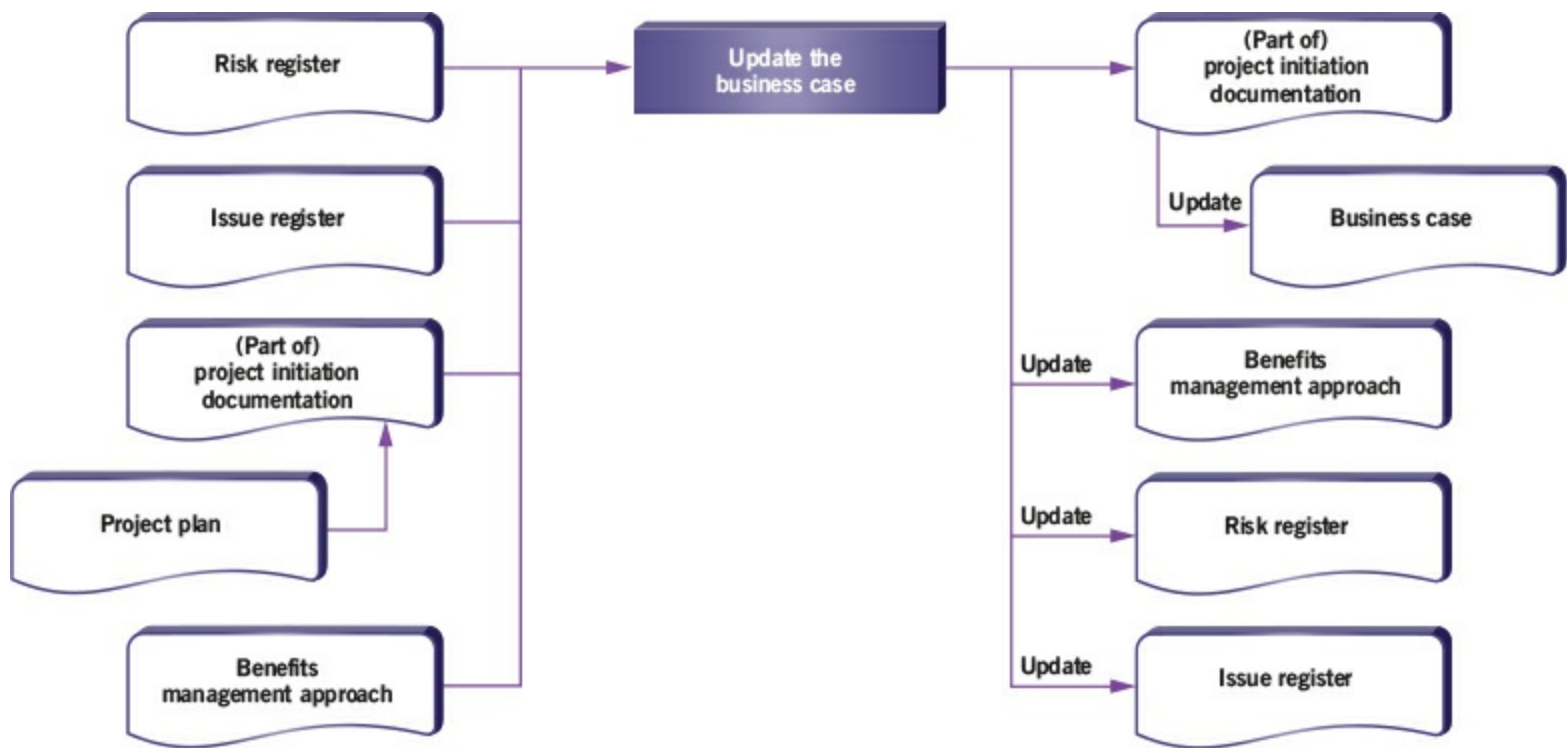 Risk register
Update the
business case
(Part of)
project initiation
documentation
Issue register
Update
Business case
(Part of)
project initiation
documentation
Update
Benefits
management approach
Project plan
Update
Risk register
Benefits
management approach
Update
Issue register